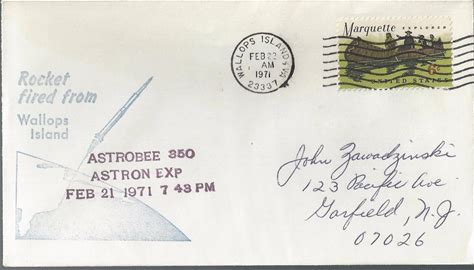 Rocket
fired from
Wallops
Island
ASTROBEE 350
ASTRON EXP
FEB 21 1971 7 43 PM
WALLOPS ISLAND VA
FEB 22
AM
1971
23337
Marquette EXPLORER
UNITED STATES
John Zawadzinski
123 Pacific Ave
Garfield, N.J.
07026